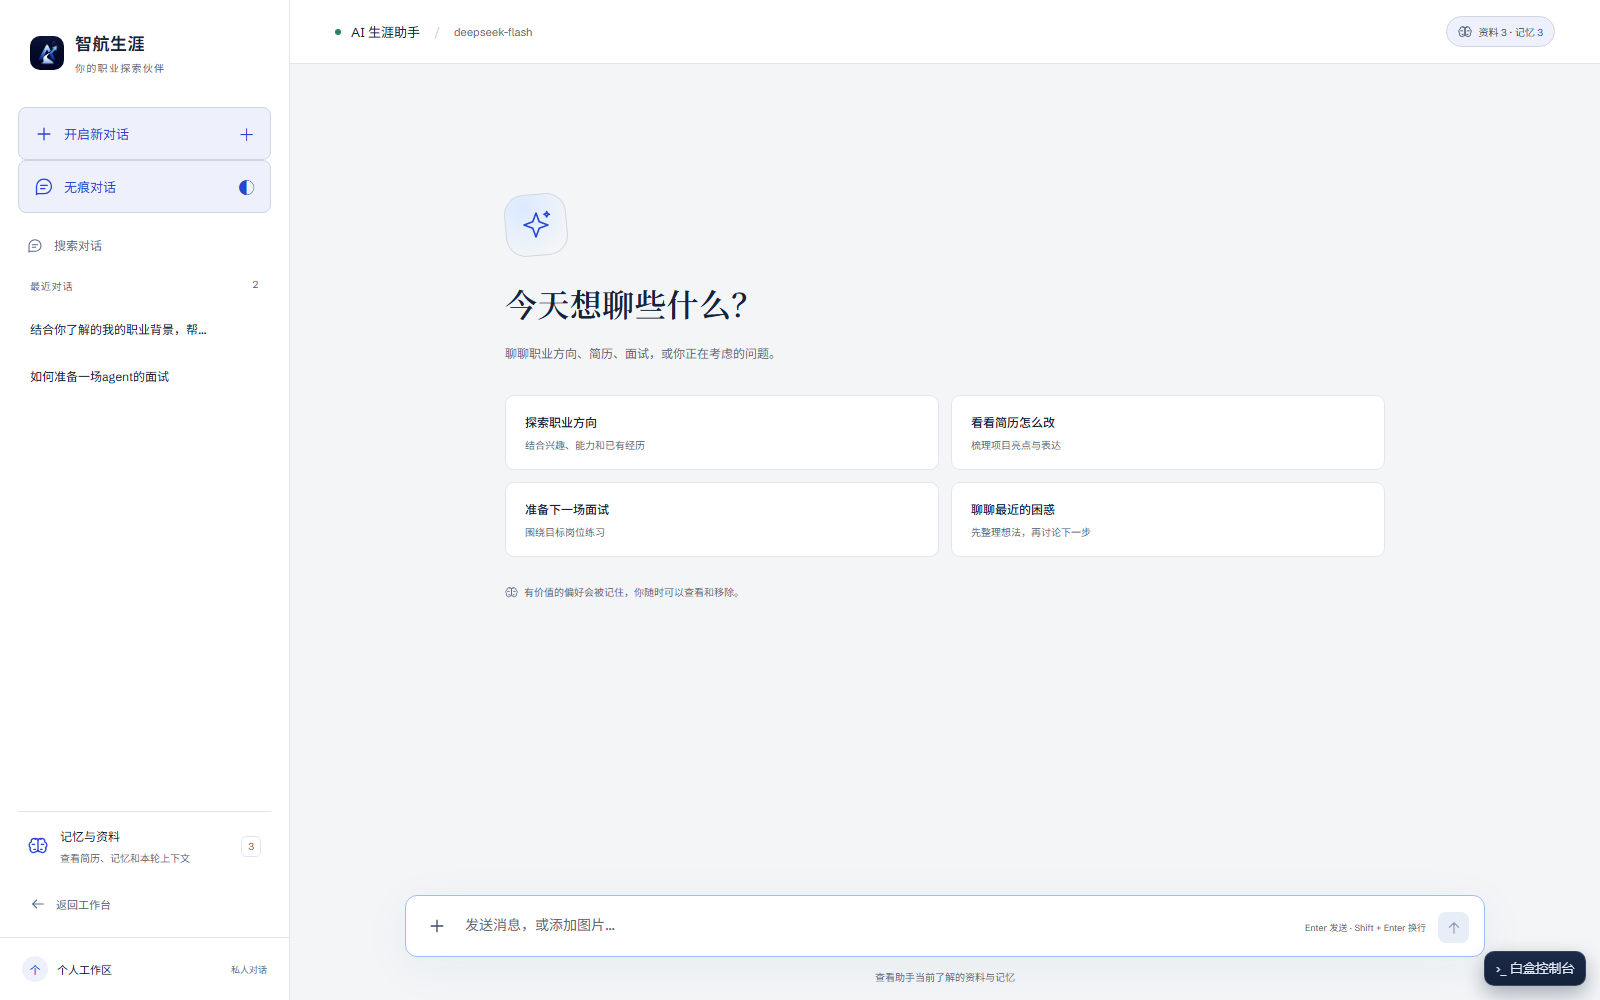 智航生涯
你的职业探索伙伴
开启新对话
无痕对话
搜索对话
最近对话 2
结合你了解的我的职业背景，帮...
如何准备一场agent的面试
记忆与资料
查看简历、记忆和本轮上下文
3
返回工作台
个人工作区 私人对话
AI 生涯助手 / deepseek-flash
资料 3 · 记忆 3
今天想聊些什么？
聊聊职业方向、简历、面试，或你正在考虑的问题。
探索职业方向
结合兴趣、能力和已有经历
看看简历怎么改
梳理项目亮点与表达
准备下一场面试
围绕目标岗位练习
聊聊最近的困惑
先整理想法，再讨论下一步
有价值的偏好会被记住，你随时可以查看和移除。
发送消息，或添加图片...
Enter 发送 · Shift + Enter 换行
查看助手当前了解的资料与记忆
›_ 白盒控制台